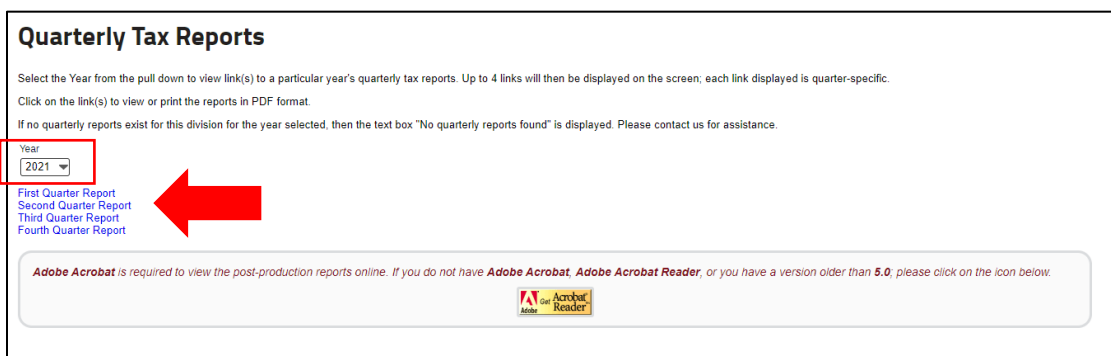 Quarterly Tax Reports
Select the Year from the pull down to view link(s) to a particular year's quarterly tax reports. Up to 4 links will then be displayed on the screen; each link displayed is quarter-specific.
Click on the link(s) to view or print the reports in PDF format.
If no quarterly reports exist for this division for the year selected, then the text box "No quarterly reports found" is displayed. Please contact us for assistance.
Year
2021
First Quarter Report
Second Quarter Report
Third Quarter Report
Fourth Quarter Report
Adobe Acrobat is required to view the post-production reports online. If you do not have Adobe Acrobat, Adobe Acrobat Reader, or you have a version older than 5.0; please click on the icon below.
Adobe Get Acrobat Reader